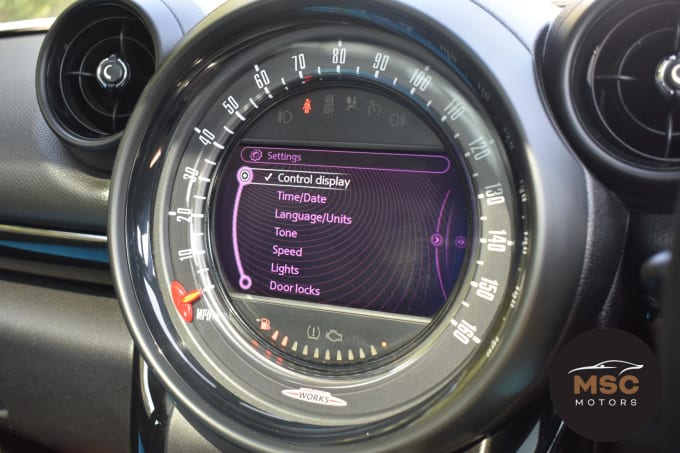 Settings
✓ Control display
Time/Date
Language/Units
Tone
Speed
Lights
Door locks
10
20
30
40
50
60
70
80
90
100
110
120
130
140
150
160
MPH
OFF
WORKS
MSC
MOTORS